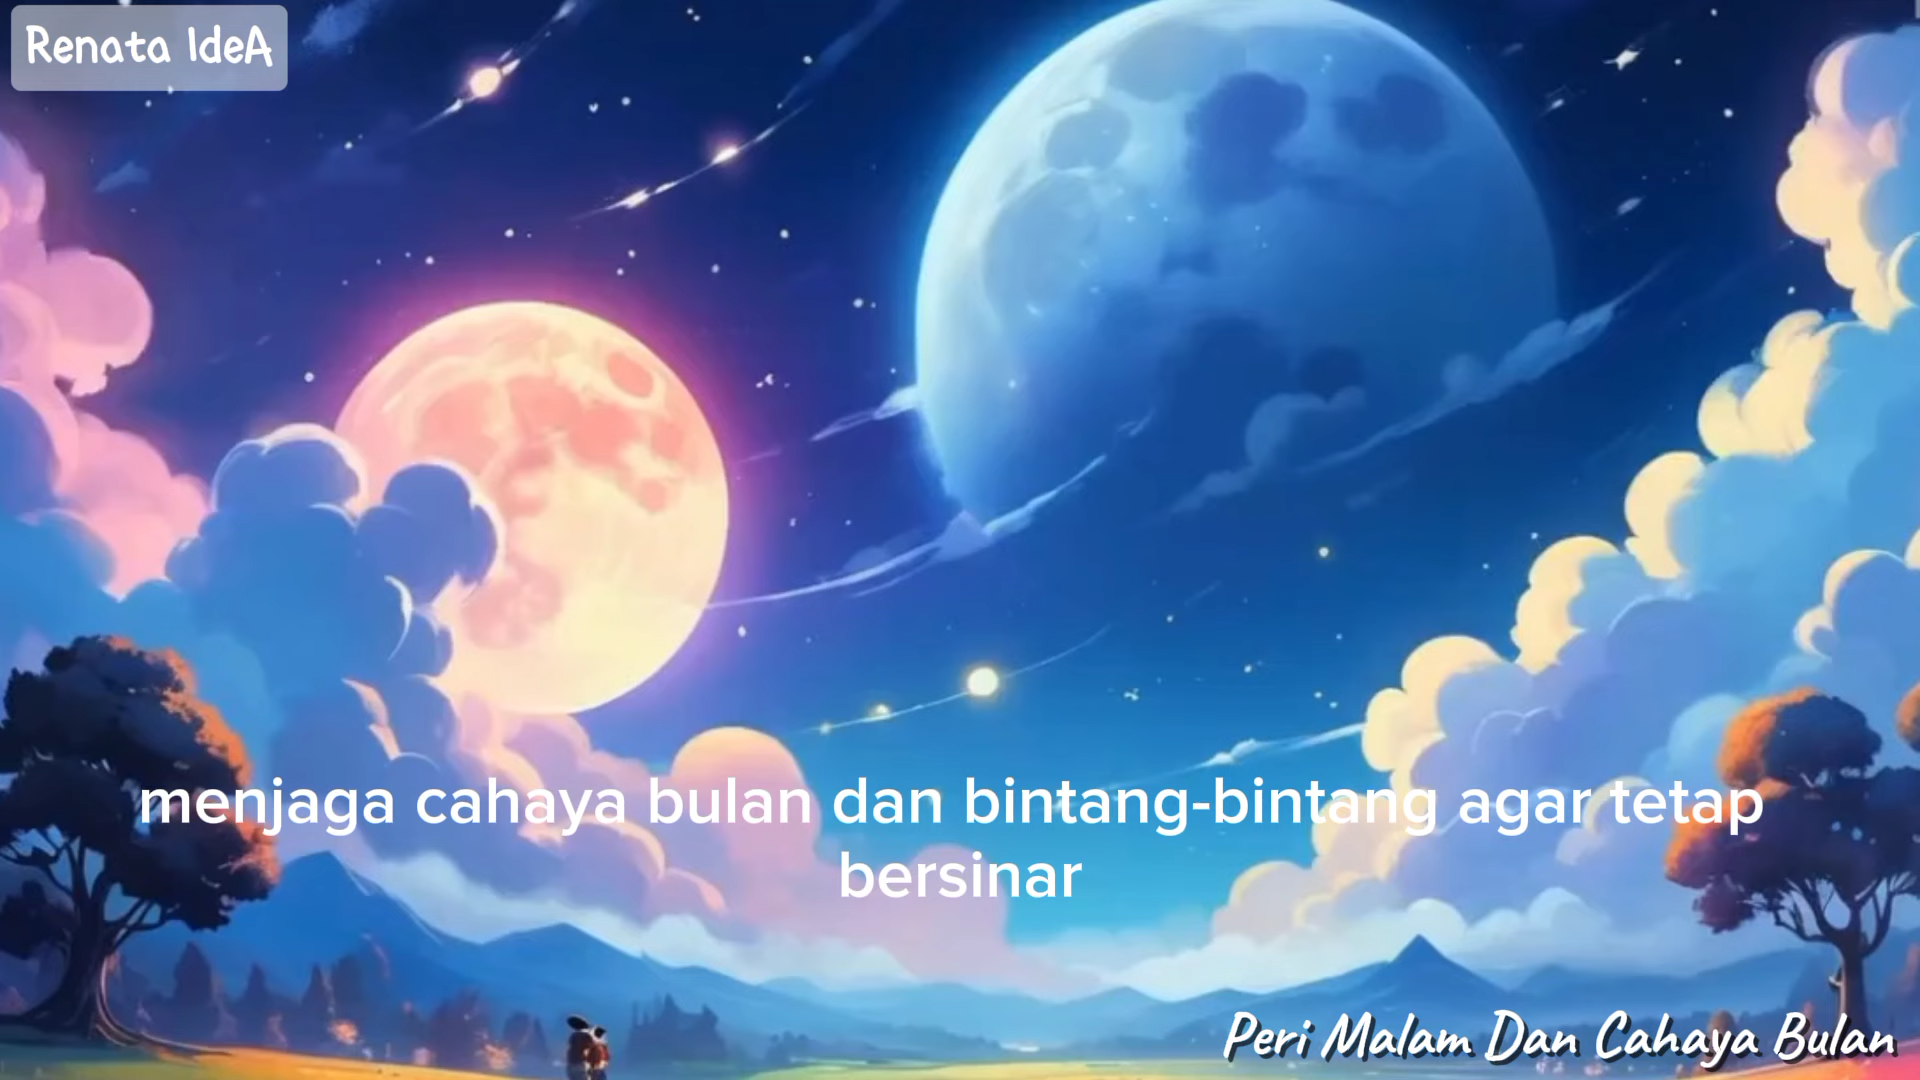 Renata IdeA
menjaga cahaya bulan dan bintang-bintang agar tetap
bersinar
Peri Malam Dan Cahaya Bulan